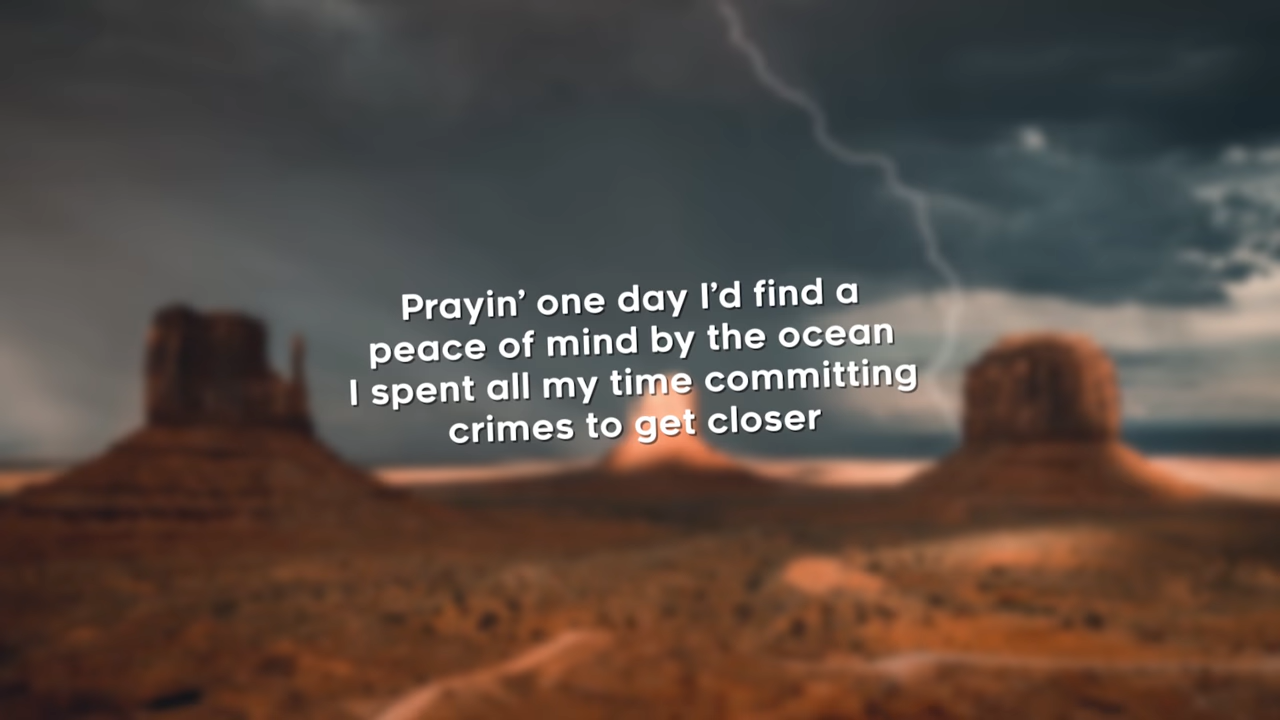 Prayin’ one day I’d find a
peace of mind by the ocean
I spent all my time committing
crimes to get closer